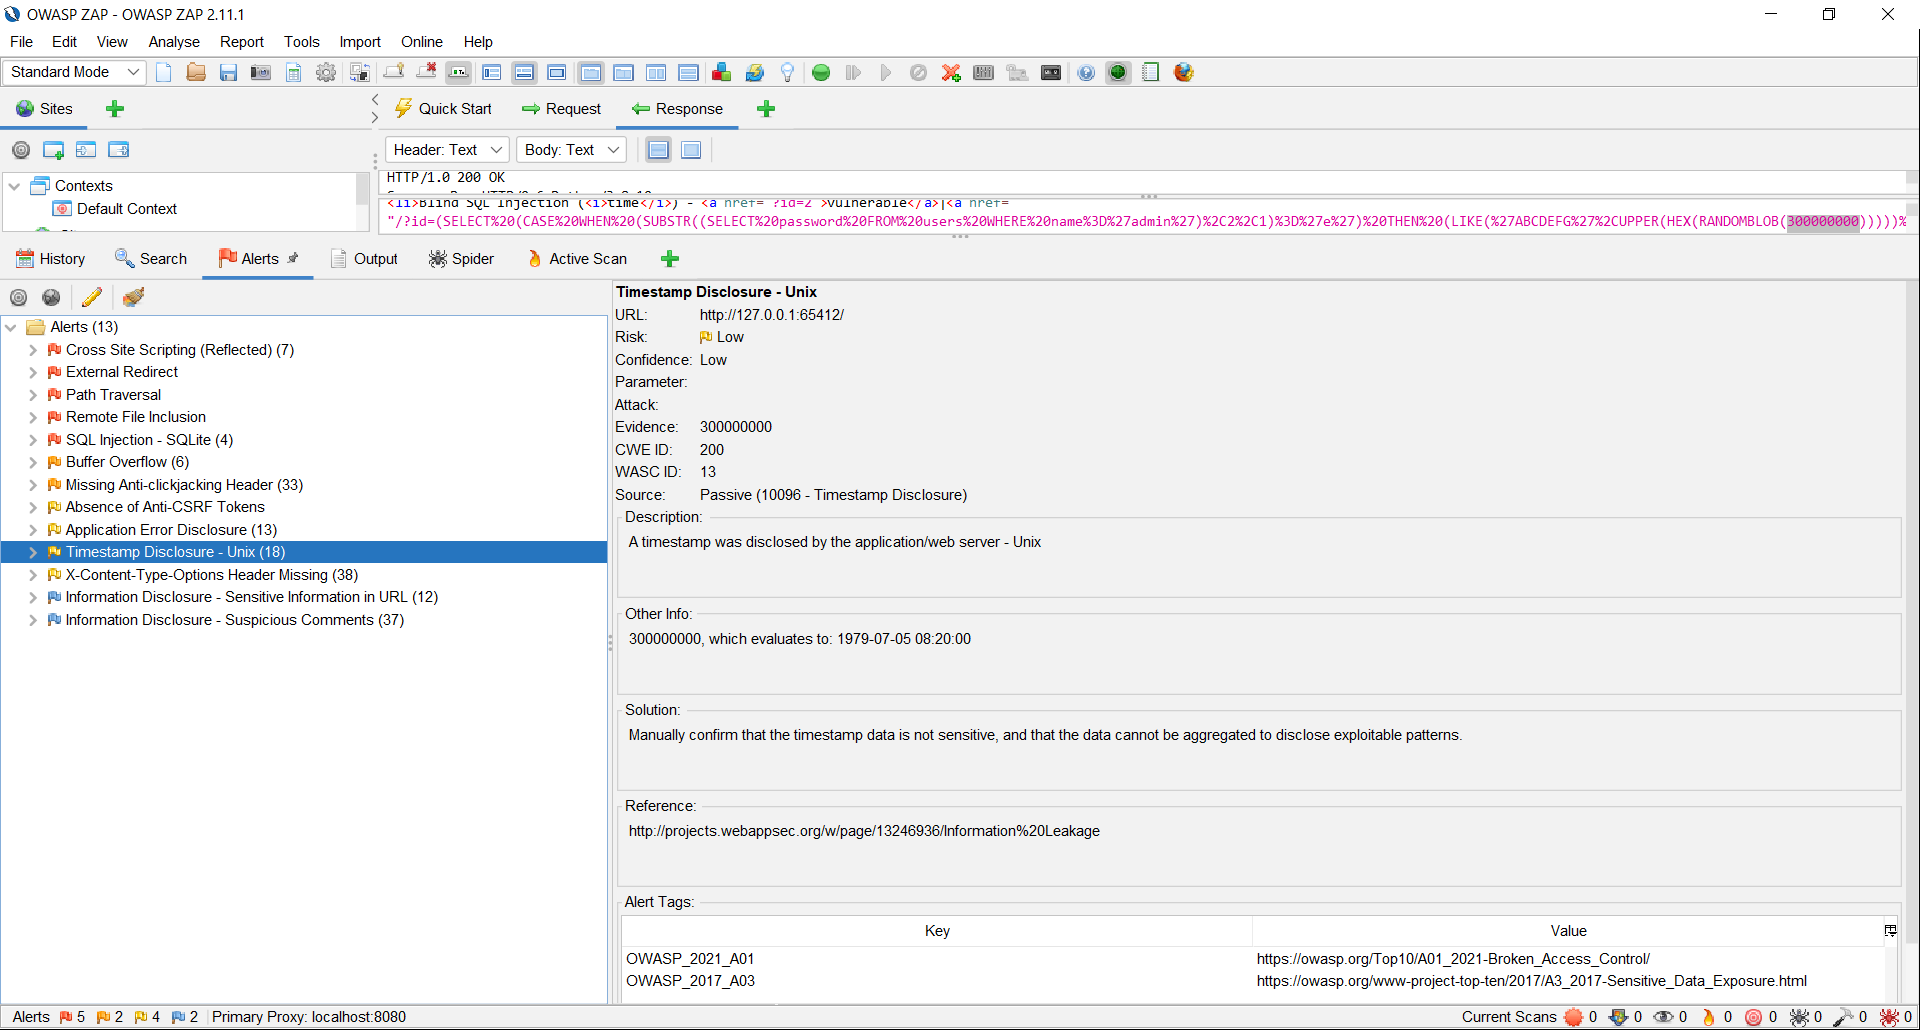 OWASP ZAP - OWASP ZAP 2.11.1
File Edit View Analyse Report Tools Import Online Help
Standard Mode
Sites
Quick Start Request Response
Header: Text Body: Text
Contexts
Default Context
HTTP/1.0 200 OK
<li>Blind SQL Injection (<i>time</i>) - <a href="?id=2">vulnerable</a>|<a href=
"/?id=(SELECT%20(CASE%20WHEN%20(SUBSTR((SELECT%20password%20FROM%20users%20WHERE%20name%3D%27admin%27)%2C2%2C1)%3D%27e%27)%20THEN%20(LIKE(%27ABCDEFG%27%2CUPPER(HEX(RANDOMBLOB(300000000)))))%
History Search Alerts Output Spider Active Scan
Alerts (13)
Cross Site Scripting (Reflected) (7)
External Redirect
Path Traversal
Remote File Inclusion
SQL Injection - SQLite (4)
Buffer Overflow (6)
Missing Anti-clickjacking Header (33)
Absence of Anti-CSRF Tokens
Application Error Disclosure (13)
Timestamp Disclosure - Unix (18)
X-Content-Type-Options Header Missing (38)
Information Disclosure - Sensitive Information in URL (12)
Information Disclosure - Suspicious Comments (37)
Timestamp Disclosure - Unix
URL: http://127.0.0.1:65412/
Risk: Low
Confidence: Low
Parameter:
Attack:
Evidence: 300000000
CWE ID: 200
WASC ID: 13
Source: Passive (10096 - Timestamp Disclosure)
Description:
A timestamp was disclosed by the application/web server - Unix
Other Info:
300000000, which evaluates to: 1979-07-05 08:20:00
Solution:
Manually confirm that the timestamp data is not sensitive, and that the data cannot be aggregated to disclose exploitable patterns.
Reference:
http://projects.webappsec.org/w/page/13246936/Information%20Leakage
Alert Tags:
Key Value
OWASP_2021_A01 https://owasp.org/Top10/A01_2021-Broken_Access_Control/
OWASP_2017_A03 https://owasp.org/www-project-top-ten/2017/A3_2017-Sensitive_Data_Exposure.html
Alerts 5 2 4 2 Primary Proxy: localhost:8080
Current Scans 0 0 0 0 0 0 0 0